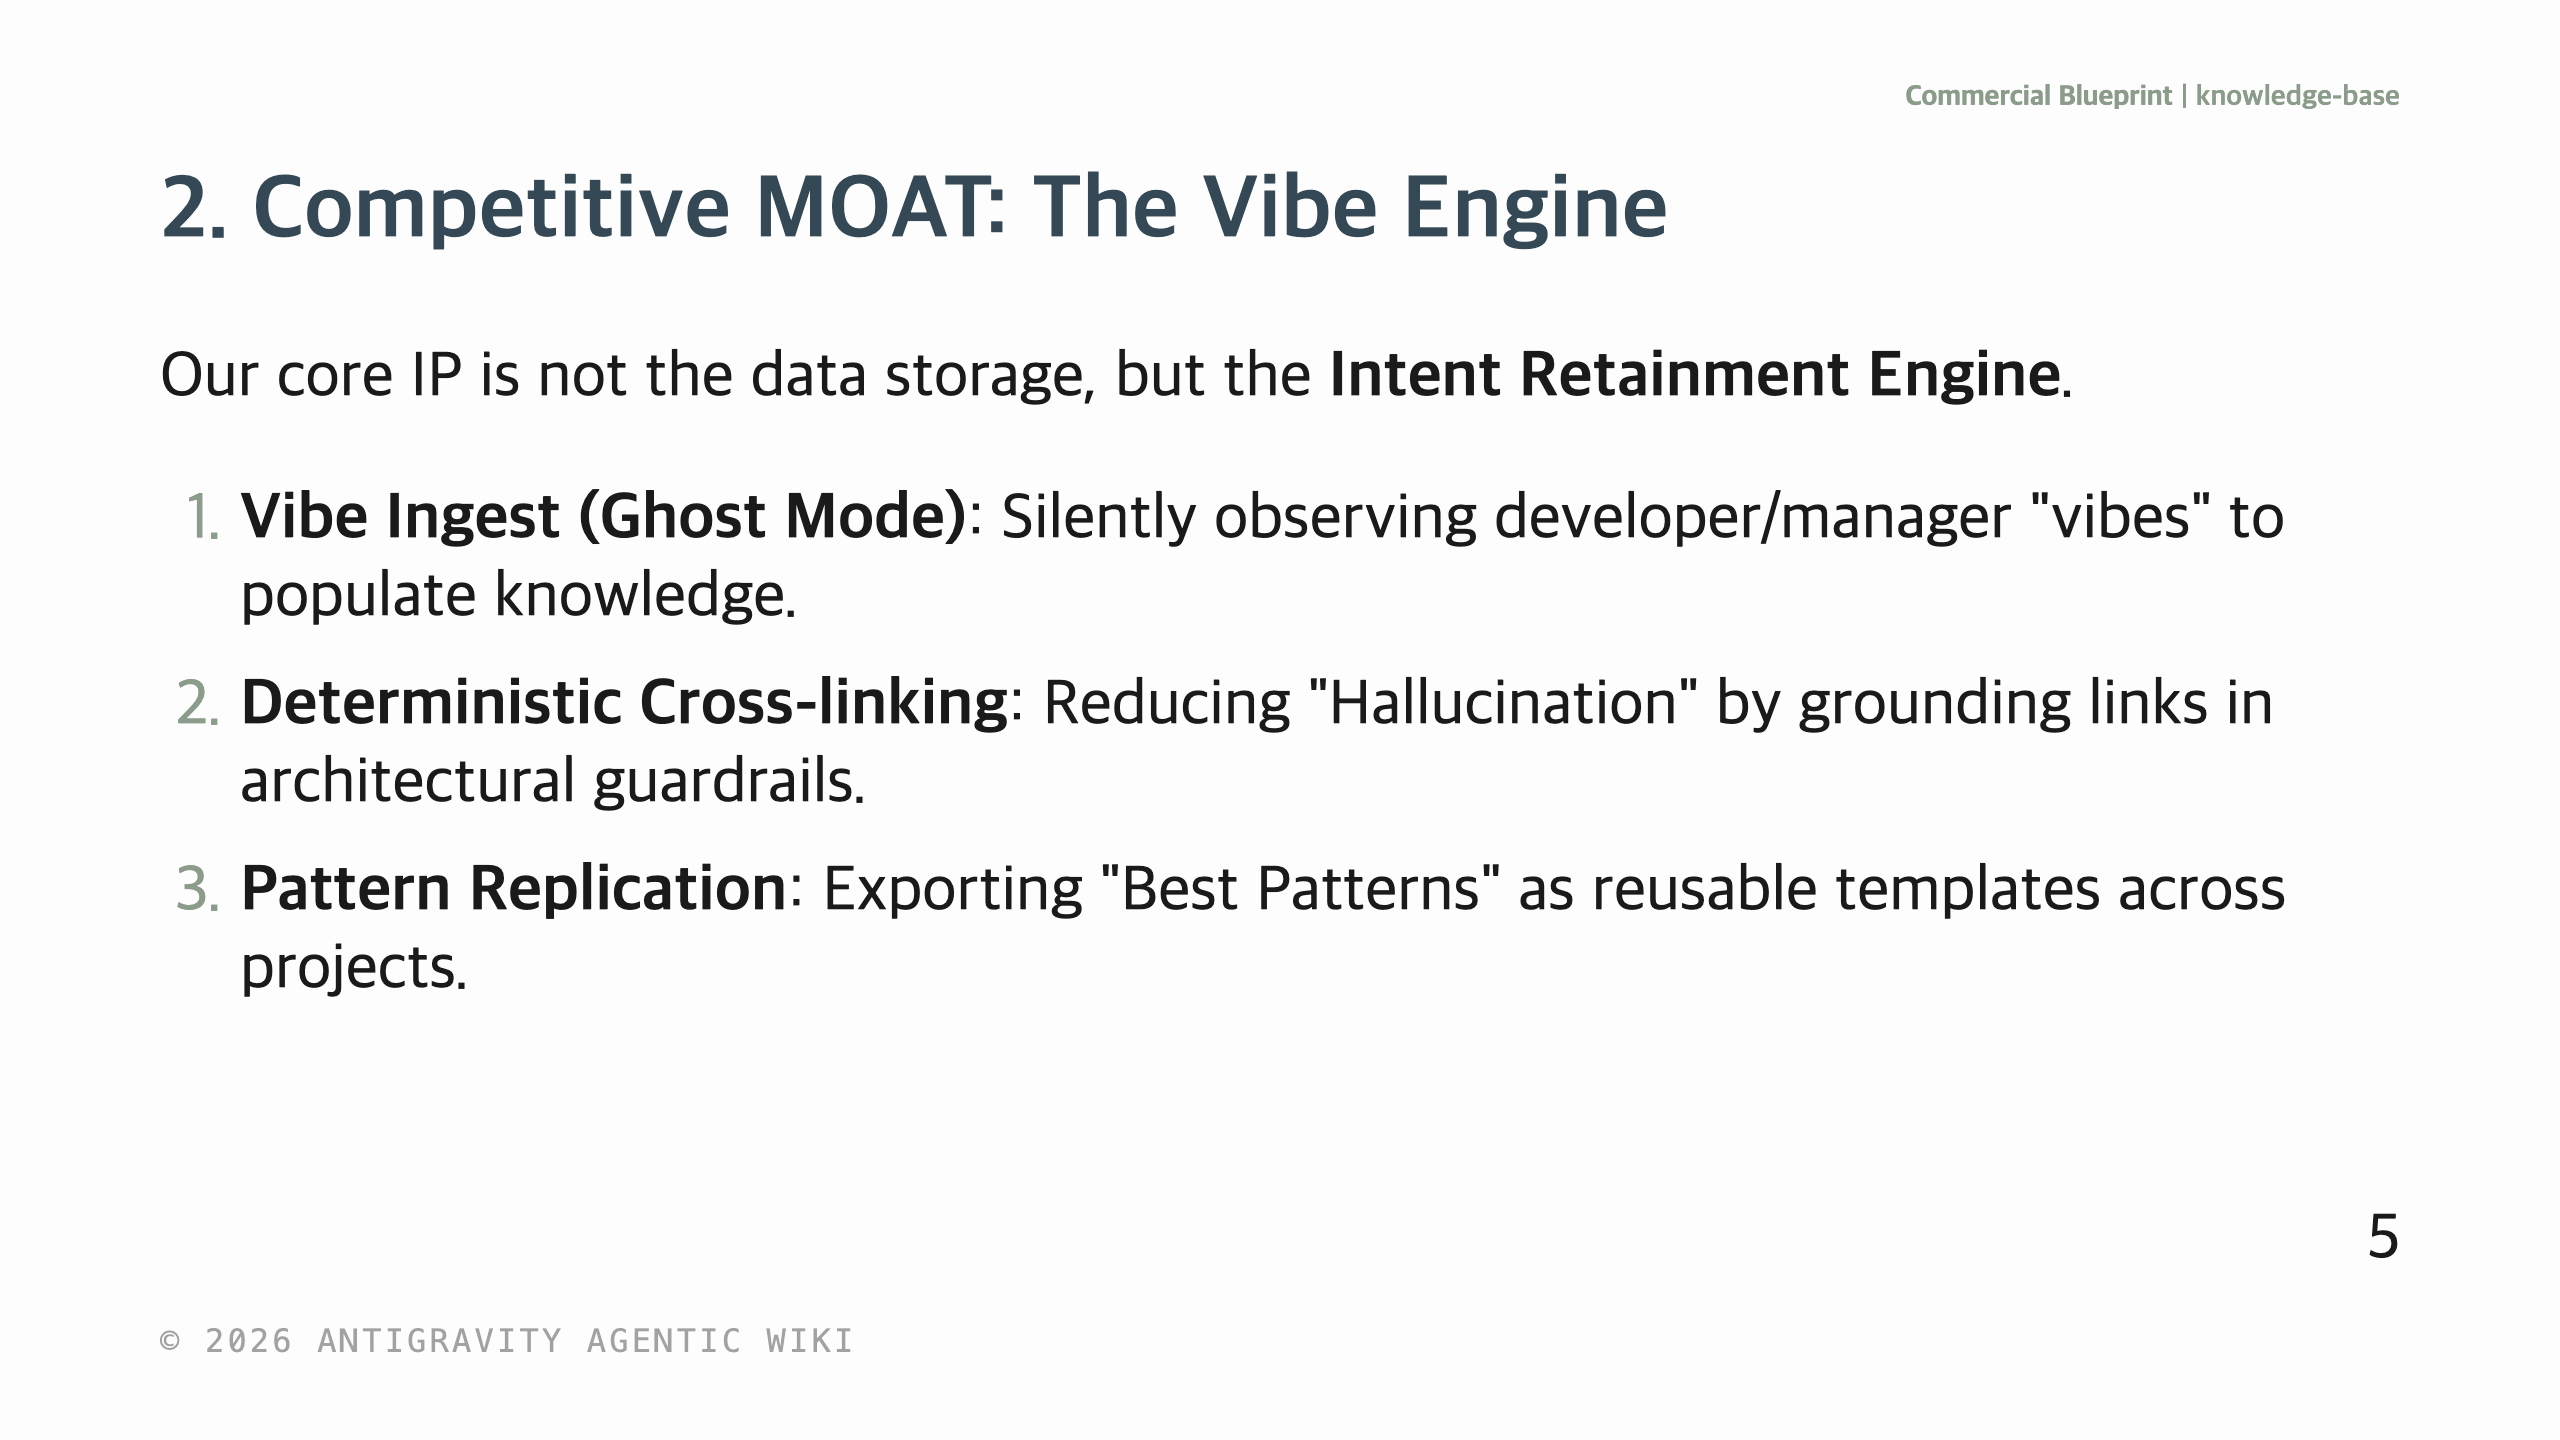 Commercial Blueprint | knowledge-base
2. Competitive MOAT: The Vibe Engine
Our core IP is not the data storage, but the Intent Retainment Engine.
1. Vibe Ingest (Ghost Mode): Silently observing developer/manager "vibes" to
populate knowledge.
2. Deterministic Cross-linking: Reducing "Hallucination" by grounding links in
architectural guardrails.
3. Pattern Replication: Exporting "Best Patterns" as reusable templates across
projects.
5
© 2026 ANTIGRAVITY AGENTIC WIKI